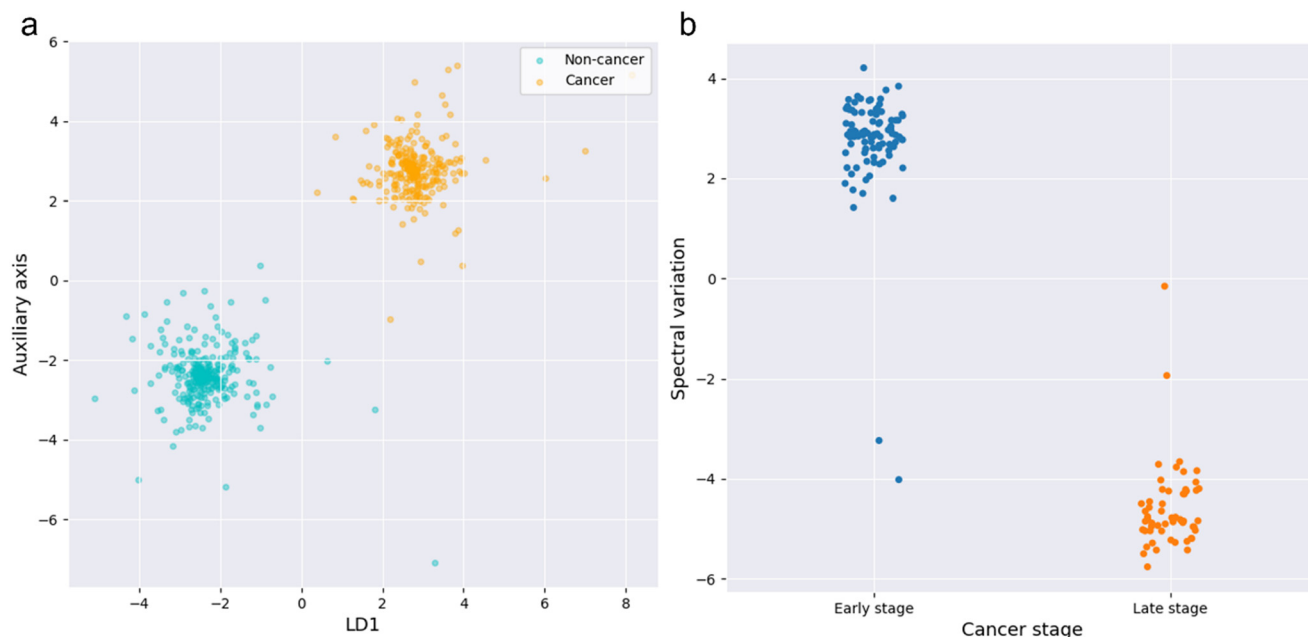 a
Auxiliary axis
6
4
2
0
−2
−4
−6
Non-cancer
Cancer
−4 −2 0 2 4 6 8
LD1
b
Spectral variation
4
2
0
−2
−4
−6
Early stage Late stage
Cancer stage